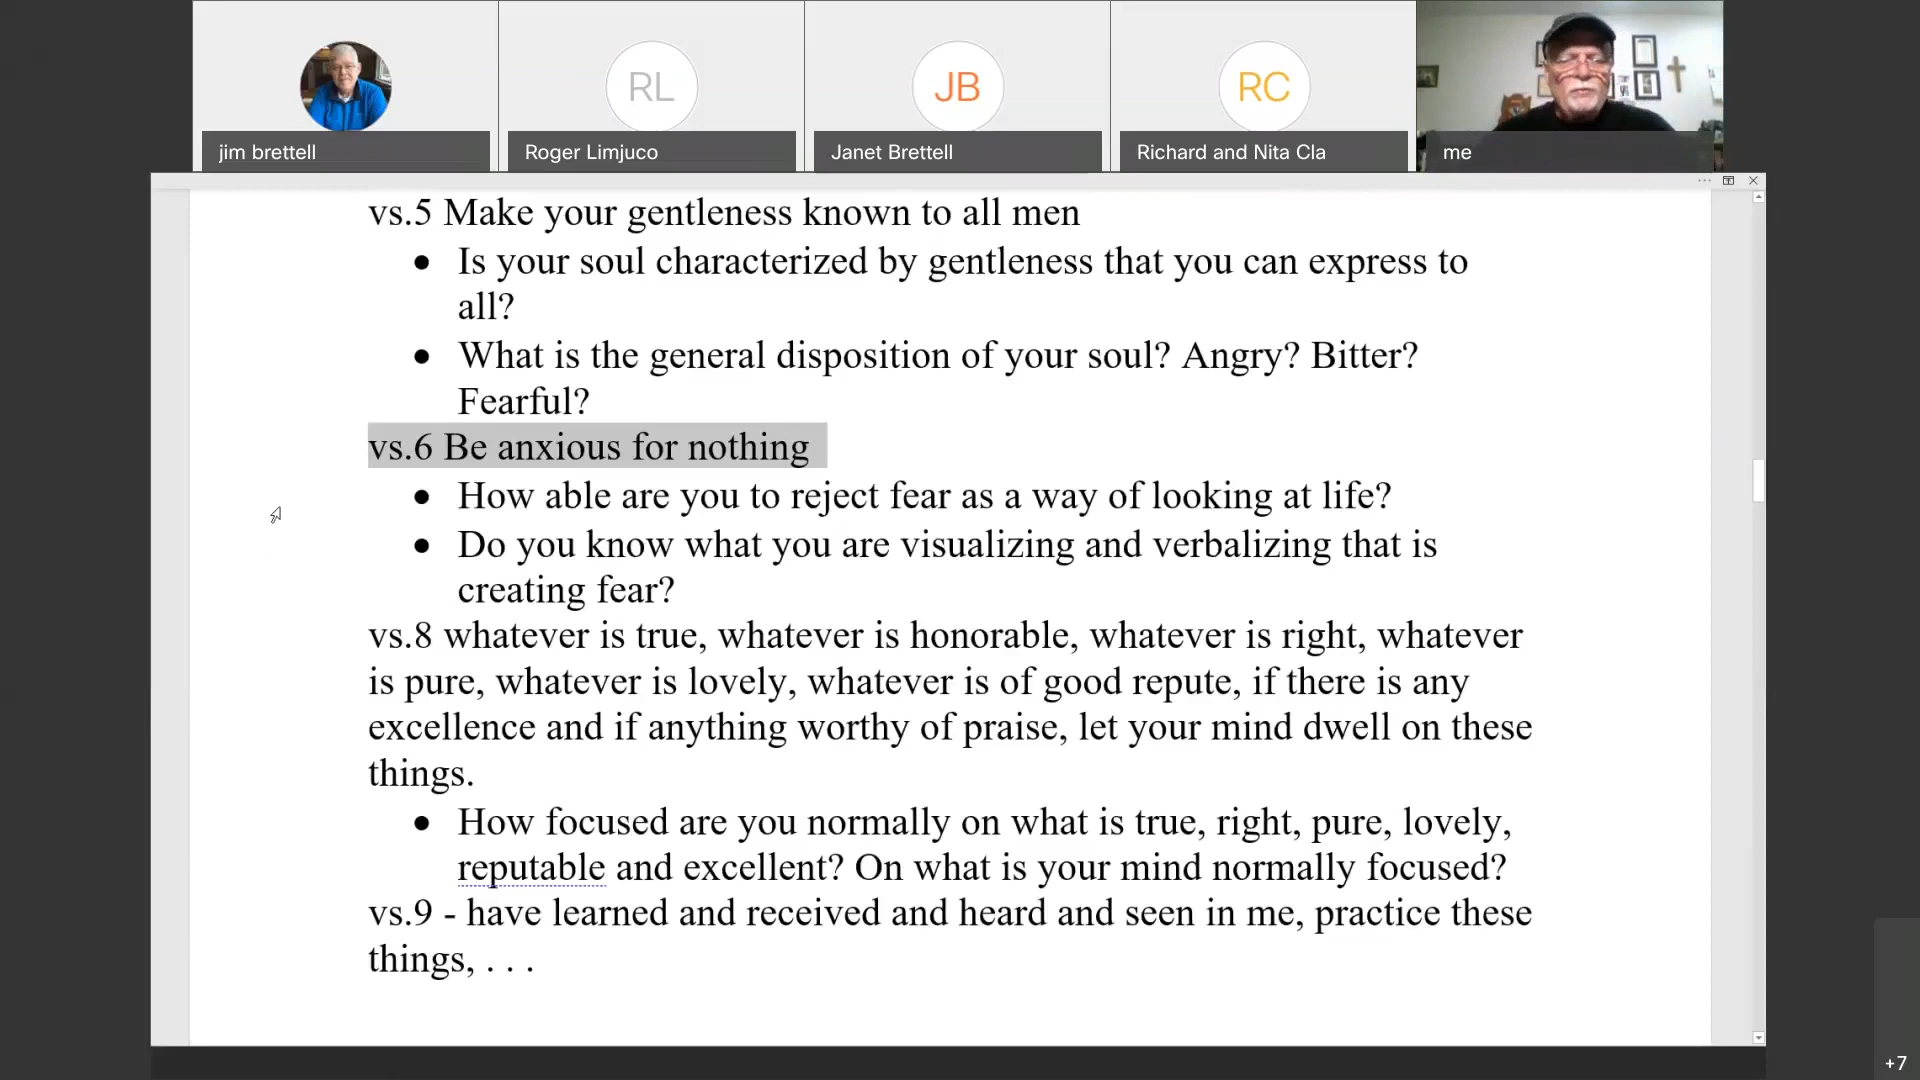 RL
JB
RC
jim brettell
Roger Limjuco
Janet Brettell
Richard and Nita Cla
me
vs.5 Make your gentleness known to all men
• Is your soul characterized by gentleness that you can express to
all?
• What is the general disposition of your soul? Angry? Bitter?
Fearful?
vs.6 Be anxious for nothing
• How able are you to reject fear as a way of looking at life?
• Do you know what you are visualizing and verbalizing that is
creating fear?
vs.8 whatever is true, whatever is honorable, whatever is right, whatever
is pure, whatever is lovely, whatever is of good repute, if there is any
excellence and if anything worthy of praise, let your mind dwell on these
things.
• How focused are you normally on what is true, right, pure, lovely,
reputable and excellent? On what is your mind normally focused?
vs.9 - have learned and received and heard and seen in me, practice these
things, . . .
+7